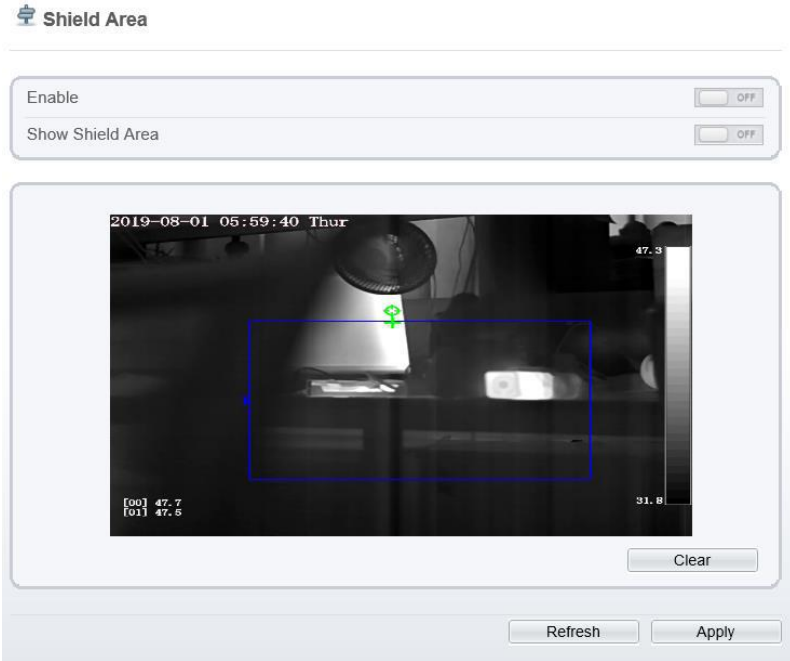 Shield Area
Enable OFF
Show Shield Area OFF
2019-08-01 05:59:40 Thur
47.3
[00] 47.7
[01] 47.5
31.8
Clear
Refresh Apply